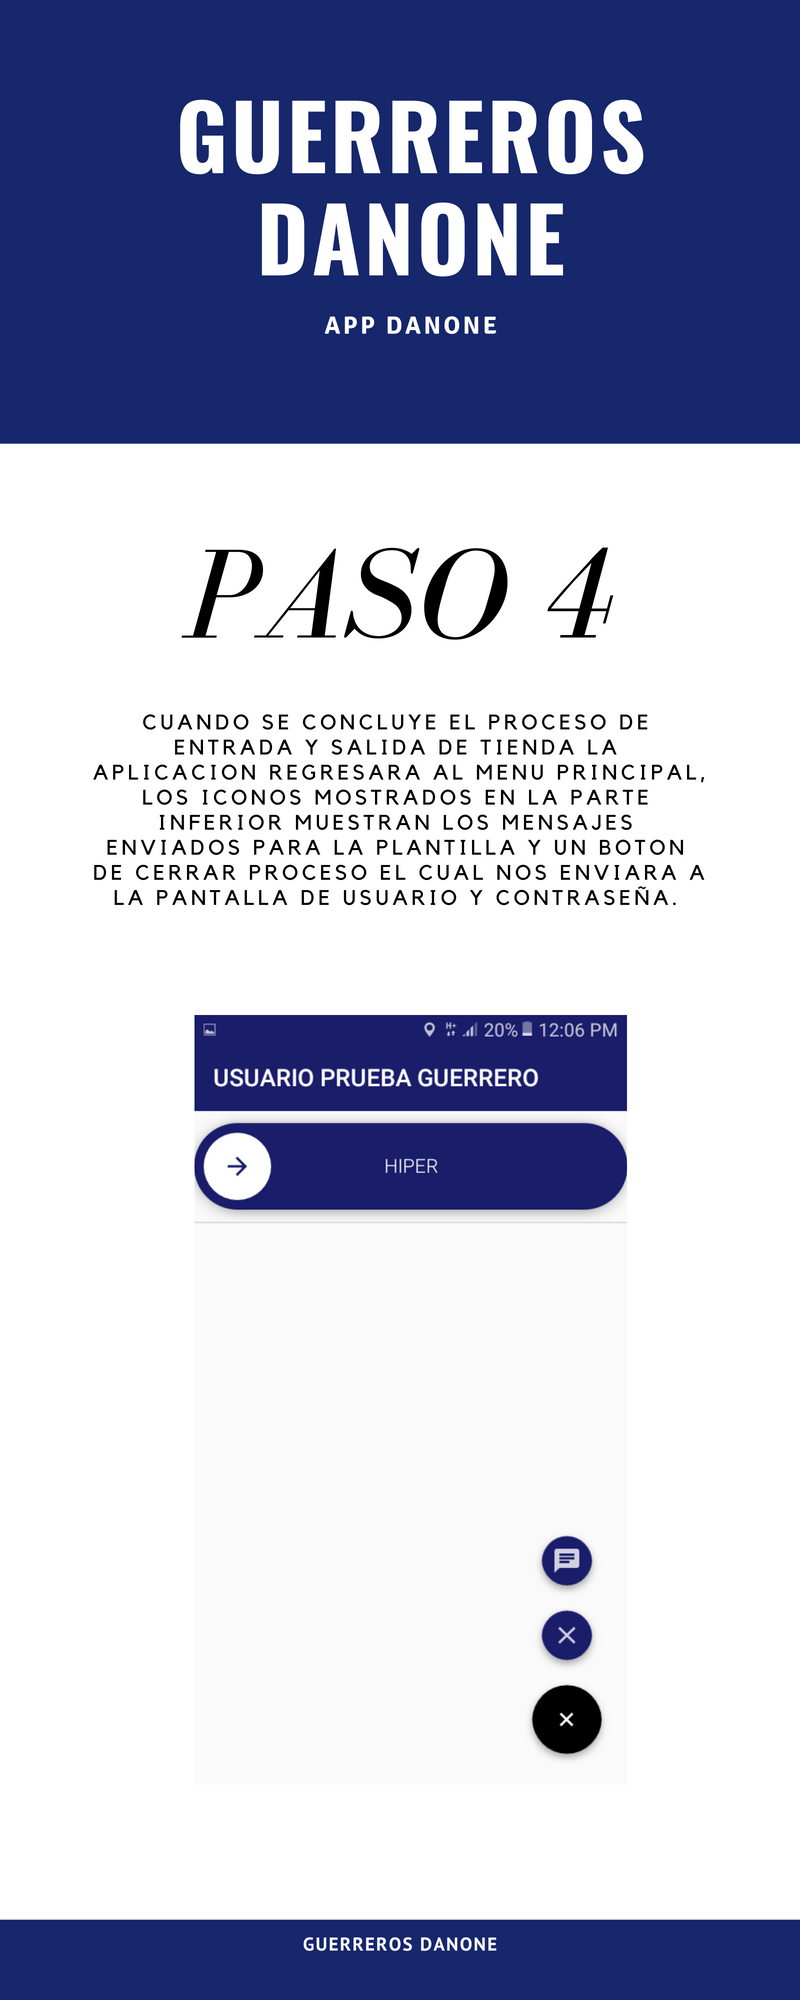 GUERREROS
DANONE
APP DANONE
PASO 4
CUANDO SE CONCLUYE EL PROCESO DE
ENTRADA Y SALIDA DE TIENDA LA
APLICACION REGRESARA AL MENU PRINCIPAL,
LOS ICONOS MOSTRADOS EN LA PARTE
INFERIOR MUESTRAN LOS MENSAJES
ENVIADOS PARA LA PLANTILLA Y UN BOTON
DE CERRAR PROCESO EL CUAL NOS ENVIARA A
LA PANTALLA DE USUARIO Y CONTRASEÑA.
H+ 20% 12:06 PM
USUARIO PRUEBA GUERRERO
HIPER
GUERREROS DANONE